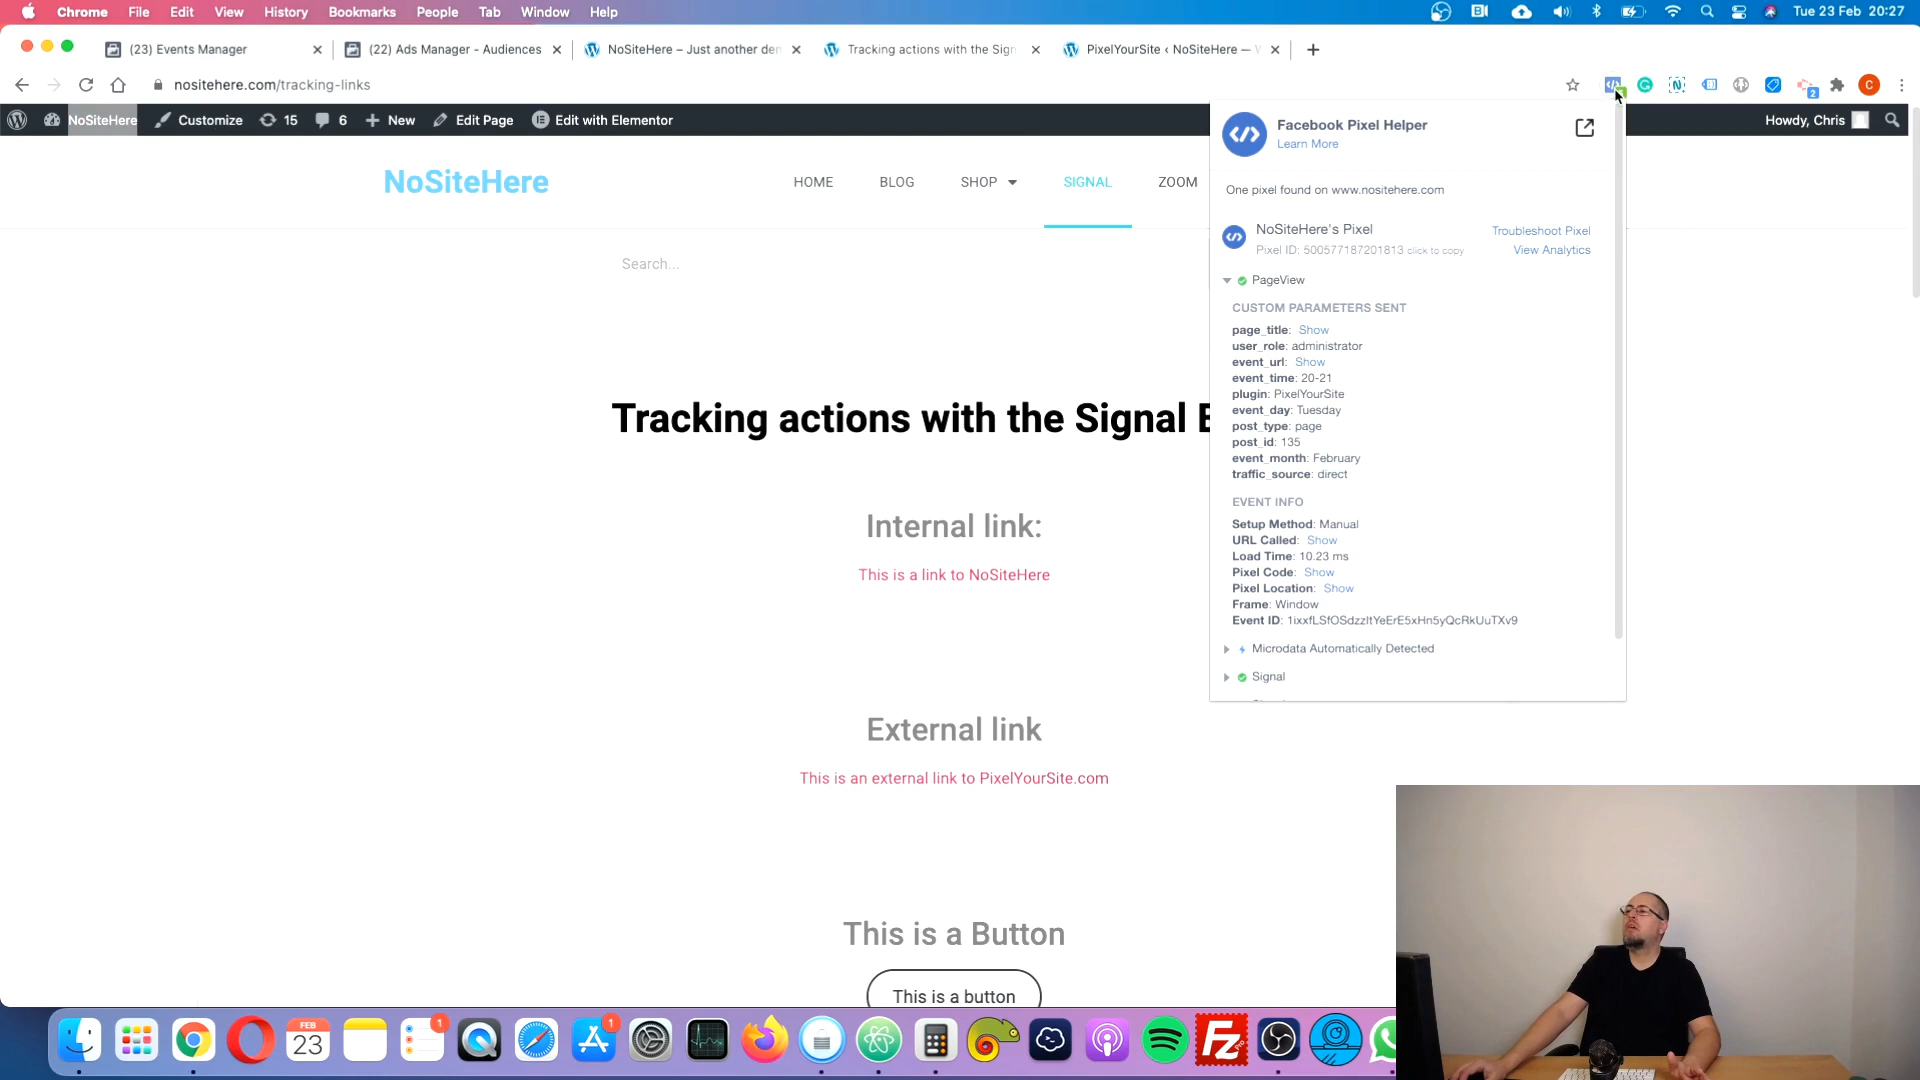 Chrome File Edit View History Bookmarks People Tab Window Help
Tue 23 Feb 20:27
(23) Events Manager
(22) Ads Manager - Audiences
NoSiteHere – Just another den
Tracking actions with the Sign
PixelYourSite ‹ NoSiteHere —
nositehere.com/tracking-links
2
NoSiteHere
Customize
15
6
New
Edit Page
Edit with Elementor
Howdy, Chris
NoSiteHere
HOME
BLOG
SHOP
SIGNAL
ZOOM
Search...
Tracking actions with the Signal E
Internal link:
This is a link to NoSiteHere
External link
This is an external link to PixelYourSite.com
This is a Button
This is a button
Facebook Pixel Helper
Learn More
One pixel found on www.nositehere.com
NoSiteHere's Pixel
Troubleshoot Pixel
Pixel ID: 500577187201813 click to copy
View Analytics
PageView
CUSTOM PARAMETERS SENT
page_title: Show
user_role: administrator
event_url: Show
event_time: 20-21
plugin: PixelYourSite
event_day: Tuesday
post_type: page
post_id: 135
event_month: February
traffic_source: direct
EVENT INFO
Setup Method: Manual
URL Called: Show
Load Time: 10.23 ms
Pixel Code: Show
Pixel Location: Show
Frame: Window
Event ID: 1ixxfLSfOSdzzItYeErE5xHn5yQcRkUuTXv9
Microdata Automatically Detected
Signal
FEB
23
1
1
Fz